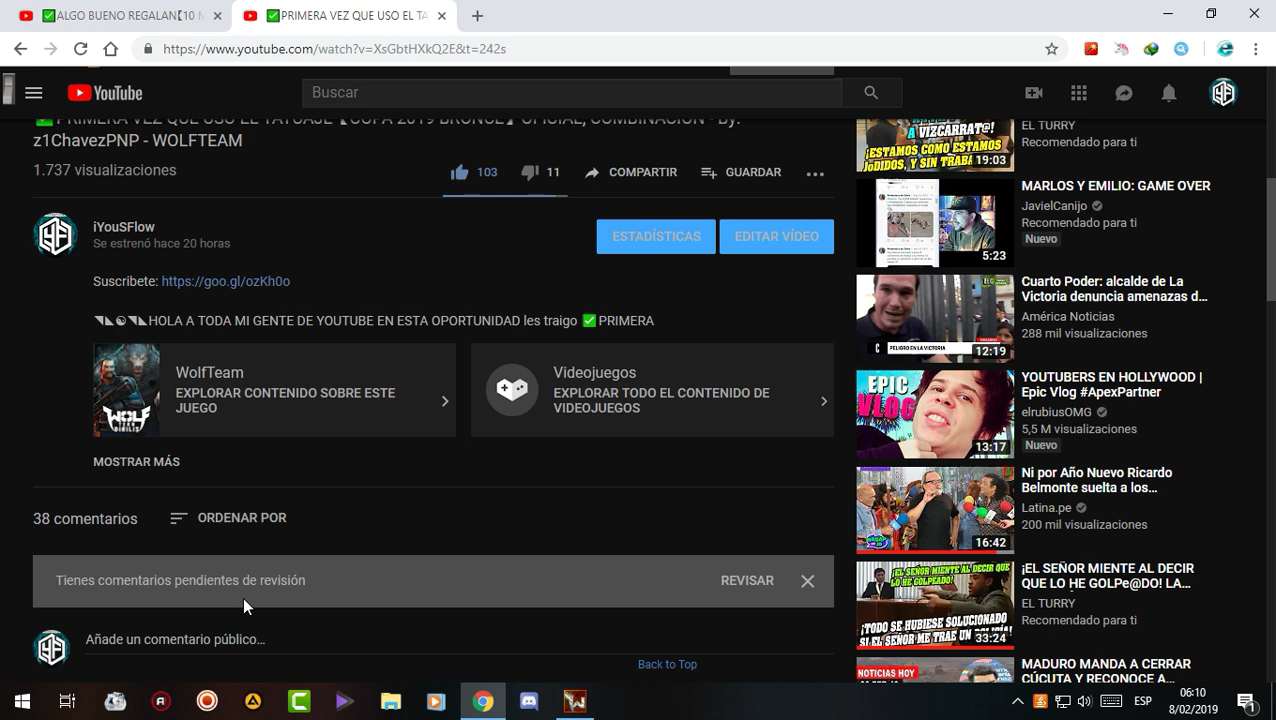 ✅ALGO BUENO REGALAN【10 M
✅PRIMERA VEZ QUE USO EL TA
https://www.youtube.com/watch?v=XsGbtHXkQ2E&t=242s
YouTube
Buscar
✅PRIMERA VEZ QUE USO EL TATUAJE【COPA 2019 BRONCE】OFICIAL, COMBINACIÓN - By:
z1ChavezPNP - WOLFTEAM
1.737 visualizaciones
193
11
COMPARTIR
GUARDAR
iYousFlow
Se estrenó hace 20 horas
ESTADÍSTICAS
EDITAR VÍDEO
Suscríbete:
HOLA TODA MI GENTE DE YOUTUBE EN ESTA OPORTUNIDAD les traigo ✅PRIMERA
WolfTeam
EXPLORAR CONTENIDO SOBRE ESTE
JUEGO
Videojuegos
EXPLORAR TODO EL CONTENIDO DE
VIDEOJUEGOS
MOSTRAR MÁS
38 comentarios
ORDENAR POR
Tienes comentarios pendientes de revisión
REVISAR
Añade un comentario público...
Back to Top
A VIZCARRAT@!
¡ESTAMOS COMO ESTAMOS
JODIDOS, Y SIN TRABA
19:03
EL TURRY
Recomendado para ti
5:23
MARLEX Y EMILIO: GAME OVER
JavielCanijo
Recomendado para ti
Nuevo
PELIGRO EN LA VICTORIA
12:19
Cuarto Poder: alcalde de La
Victoria denuncia amenazas d...
América Noticias
288 mil visualizaciones
EPIC
VLOG
13:17
YOUTUBERS EN HOLLYWOOD |
Epic Vlog #ApexPartner
elrubiusOMG
5,5 M visualizaciones
Nuevo
16:42
Ni por Año Nuevo Ricardo
Belmonte suelta a los...
Latina.pe
200 mil visualizaciones
¡EL SEÑOR MIENTE AL DECIR QUE
LO HE GOLPEADO!
¡TODO SE HUBIESE SOLUCIONADO
SI EL SEÑOR ME TRAE UN POLICÍA!
33:24
¡EL SEÑOR MIENTE AL DECIR
QUE LO HE GOLPe@DO! LA
EL TURRY
Recomendado para ti
NOTICIAS HOY
MADURO MANDA A CERRAR
CÚCUTA Y RECONOCE A
ESP
06:10
8/02/2019
1